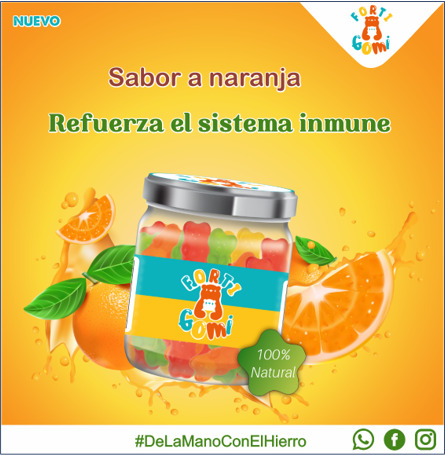 NUEVO
FORTI
GOMI
Sabor a naranja
Refuerza el sistema inmune
FORTI
GOMI
100%
Natural
#DeLaManoConElHierro